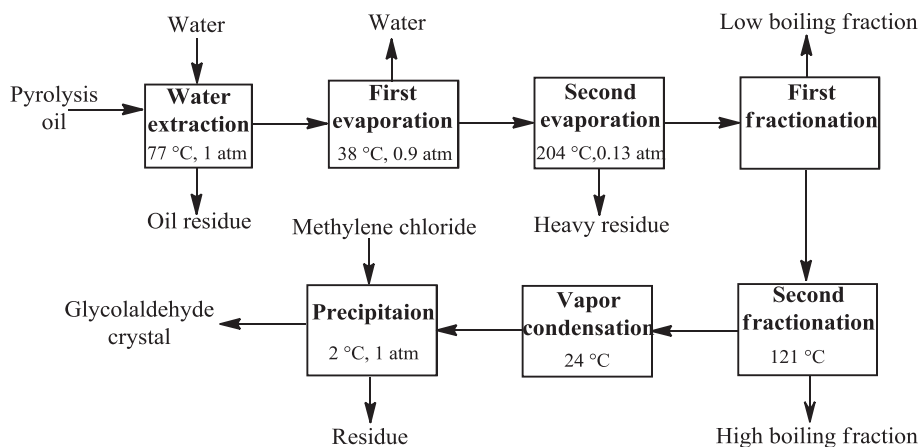 Water
Water
Low boiling fraction
Pyrolysis
oil
Water
extraction
77 °C, 1 atm
First
evaporation
38 °C, 0.9 atm
Second
evaporation
204 °C,0.13 atm
First
fractionation
Oil residue
Methylene chloride
Heavy residue
Glycolaldehyde
crystal
Precipitaion
2 °C, 1 atm
Vapor
condensation
24 °C
Second
fractionation
121 °C
Residue
High boiling fraction